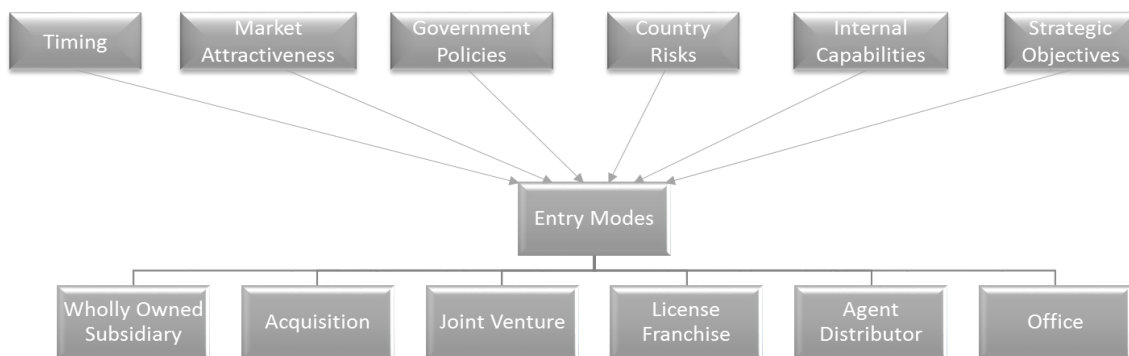 Timing
Market
Attractiveness
Government
Policies
Country
Risks
Internal
Capabilities
Strategic
Objectives
Entry Modes
Wholly Owned
Subsidiary
Acquisition
Joint Venture
License
Franchise
Agent
Distributor
Office